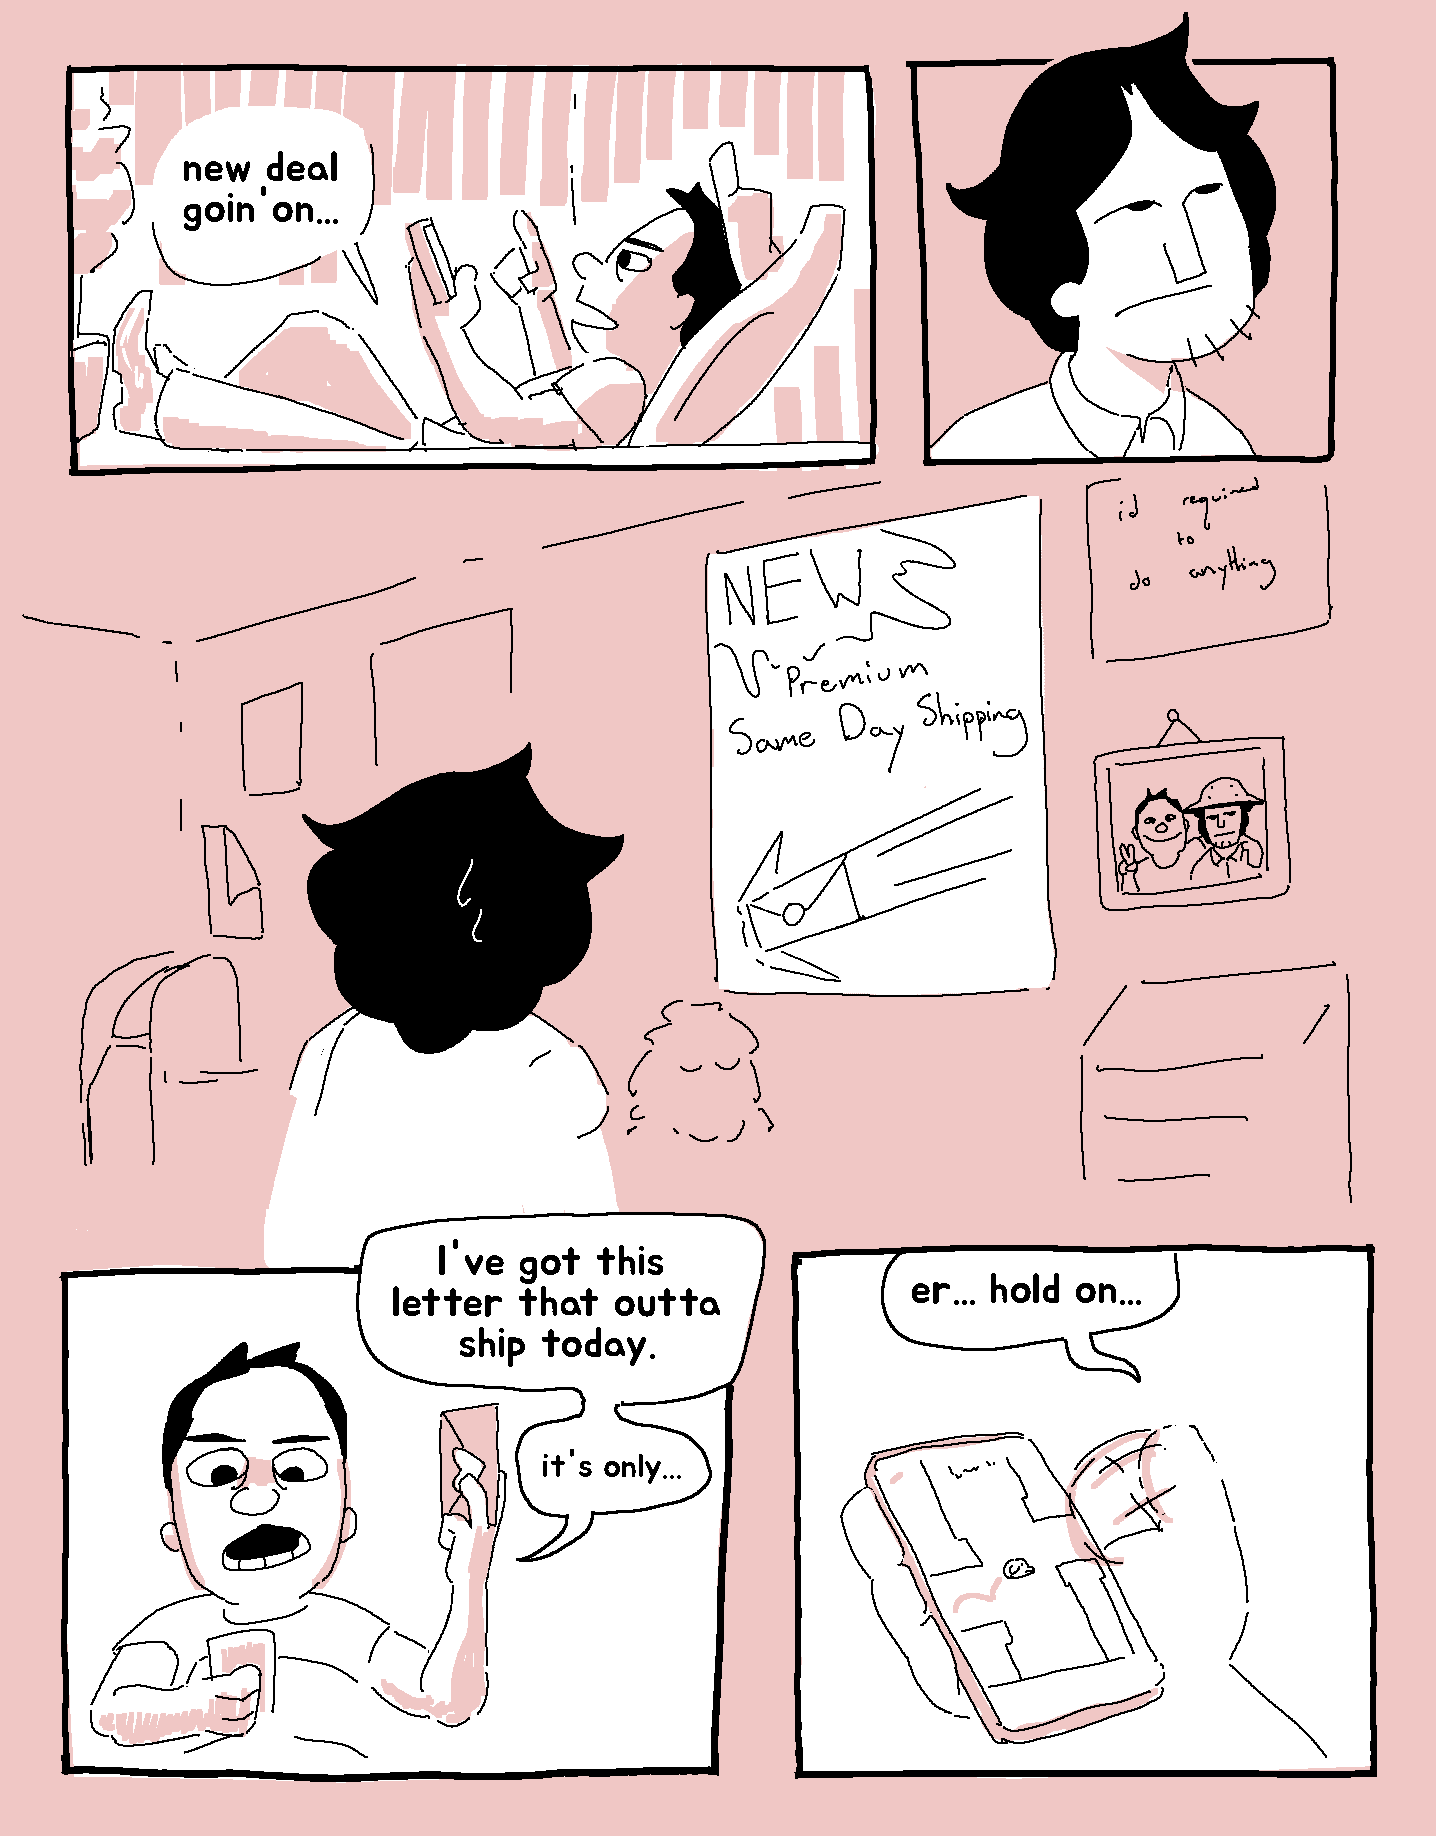 new deal
goin' on...
id required
to
do anything
NEW
Premium
Same Day Shipping
I've got this
letter that outta
ship today.
it's only...
er... hold on...